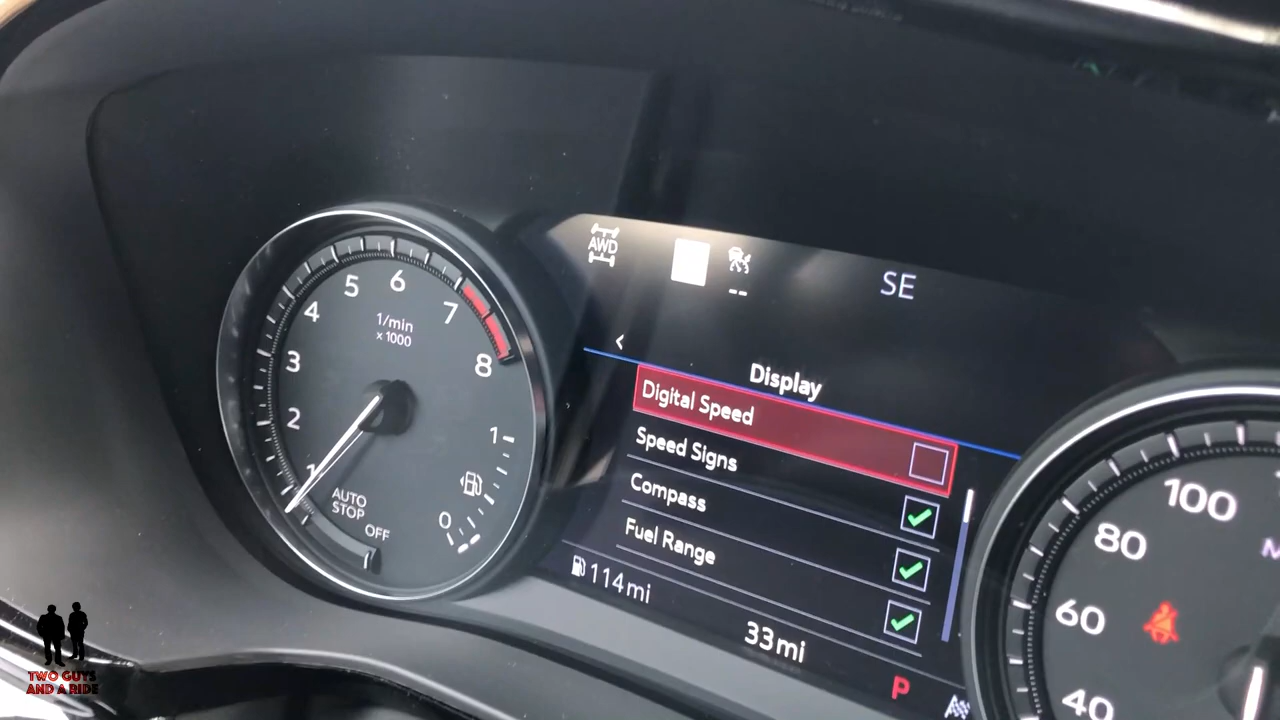 AWD
--
SE
<
Display
Digital Speed
Speed Signs
Compass
Fuel Range
114mi
33mi
P
1
2
3
4
5
6
7
8
1/min
x 1000
AUTO
STOP
OFF
1
0
100
80
60
40
TWO GUYS
AND A RIDE